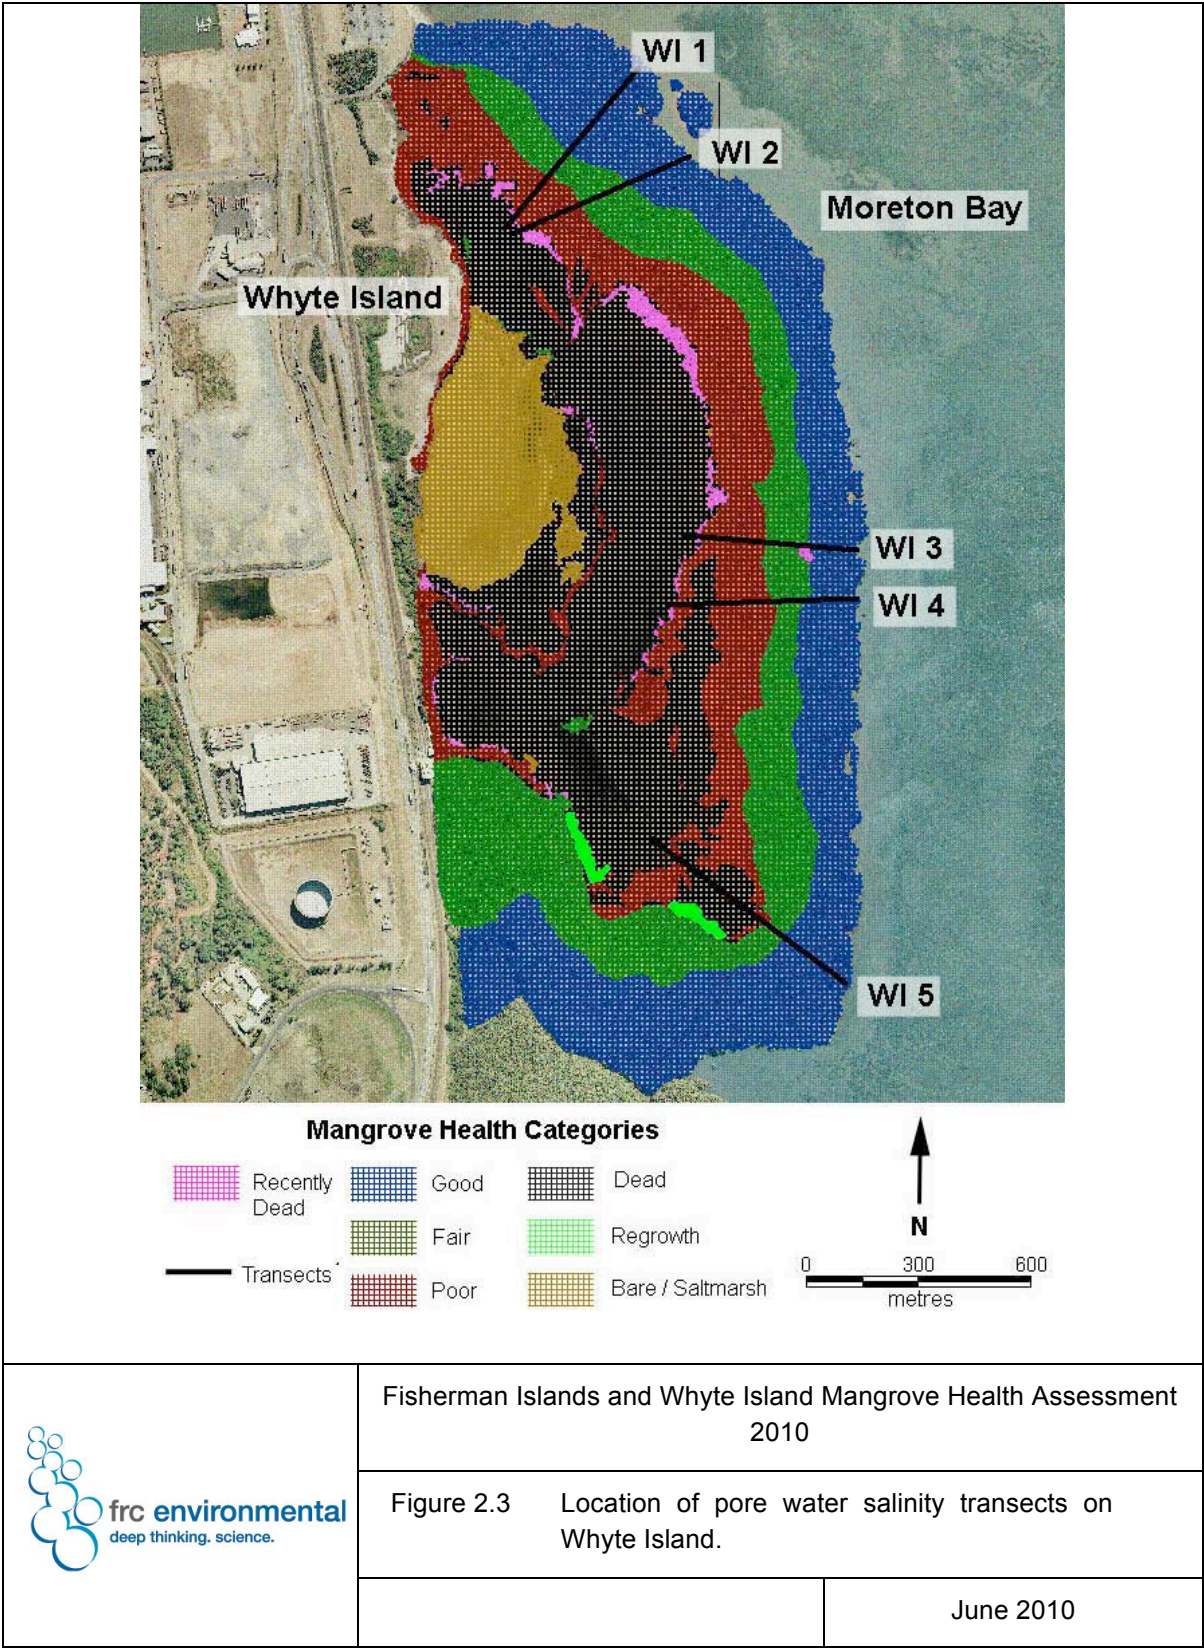 WI 1
WI 2
Moreton Bay
Whyte Island
WI 3
WI 4
WI 5
Mangrove Health Categories
Recently
Dead
Good
Dead
Fair
Regrowth
Transects
Poor
Bare / Saltmarsh
N
0 300 600
metres
frc environmental
deep thinking. science.
Fisherman Islands and Whyte Island Mangrove Health Assessment
2010
Figure 2.3 Location of pore water salinity transects on
Whyte Island.
June 2010